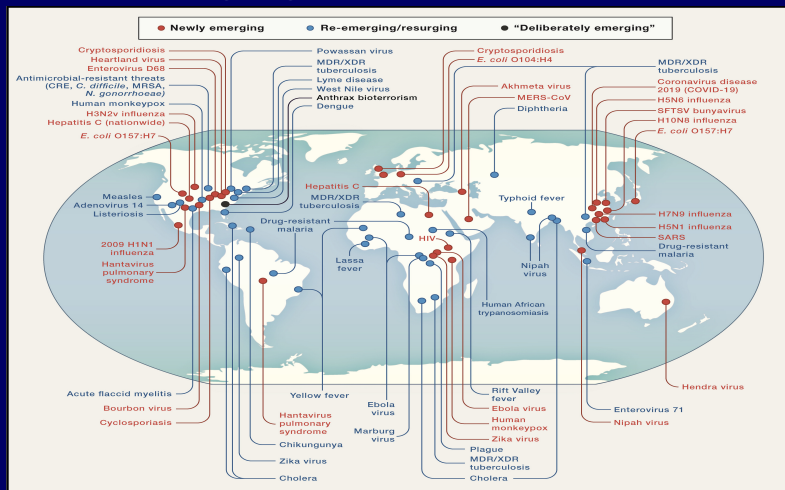 Newly emerging
Re-emerging/resurging
“Deliberately emerging”
Cryptosporidiosis
Heartland virus
Enterovirus D68
Antimicrobial-resistant threats
(CRE, C. difficile, MRSA,
N. gonorrhoeae)
Human monkeypox
H3N2v influenza
Hepatitis C (nationwide)
E. coli O157:H7
Powassan virus
MDR/XDR
tuberculosis
Lyme disease
West Nile virus
Anthrax bioterrorism
Dengue
Cryptosporidiosis
E. coli O104:H4
Akhmeta virus
MERS-CoV
Diphtheria
MDR/XDR
tuberculosis
Coronavirus disease
2019 (COVID-19)
H5N6 influenza
SFTSV bunyavirus
H10N8 influenza
E. coli O157:H7
Measles
Adenovirus 14
Listeriosis
2009 H1N1
influenza
Hantavirus
pulmonary
syndrome
Hepatitis C
MDR/XDR
tuberculosis
Drug-resistant
malaria
Lassa
fever
HIV
Typhoid fever
Nipah
virus
Human African
trypanosomiasis
H7N9 influenza
H5N1 influenza
SARS
Drug-resistant
malaria
Acute flaccid myelitis
Bourbon virus
Cyclosporiasis
Hantavirus
pulmonary
syndrome
Chikungunya
Zika virus
Cholera
Yellow fever
Ebola
virus
Marburg
virus
Rift Valley
fever
Ebola virus
Human
monkeypox
Zika virus
Plague
MDR/XDR
tuberculosis
Cholera
Hendra virus
Enterovirus 71
Nipah virus